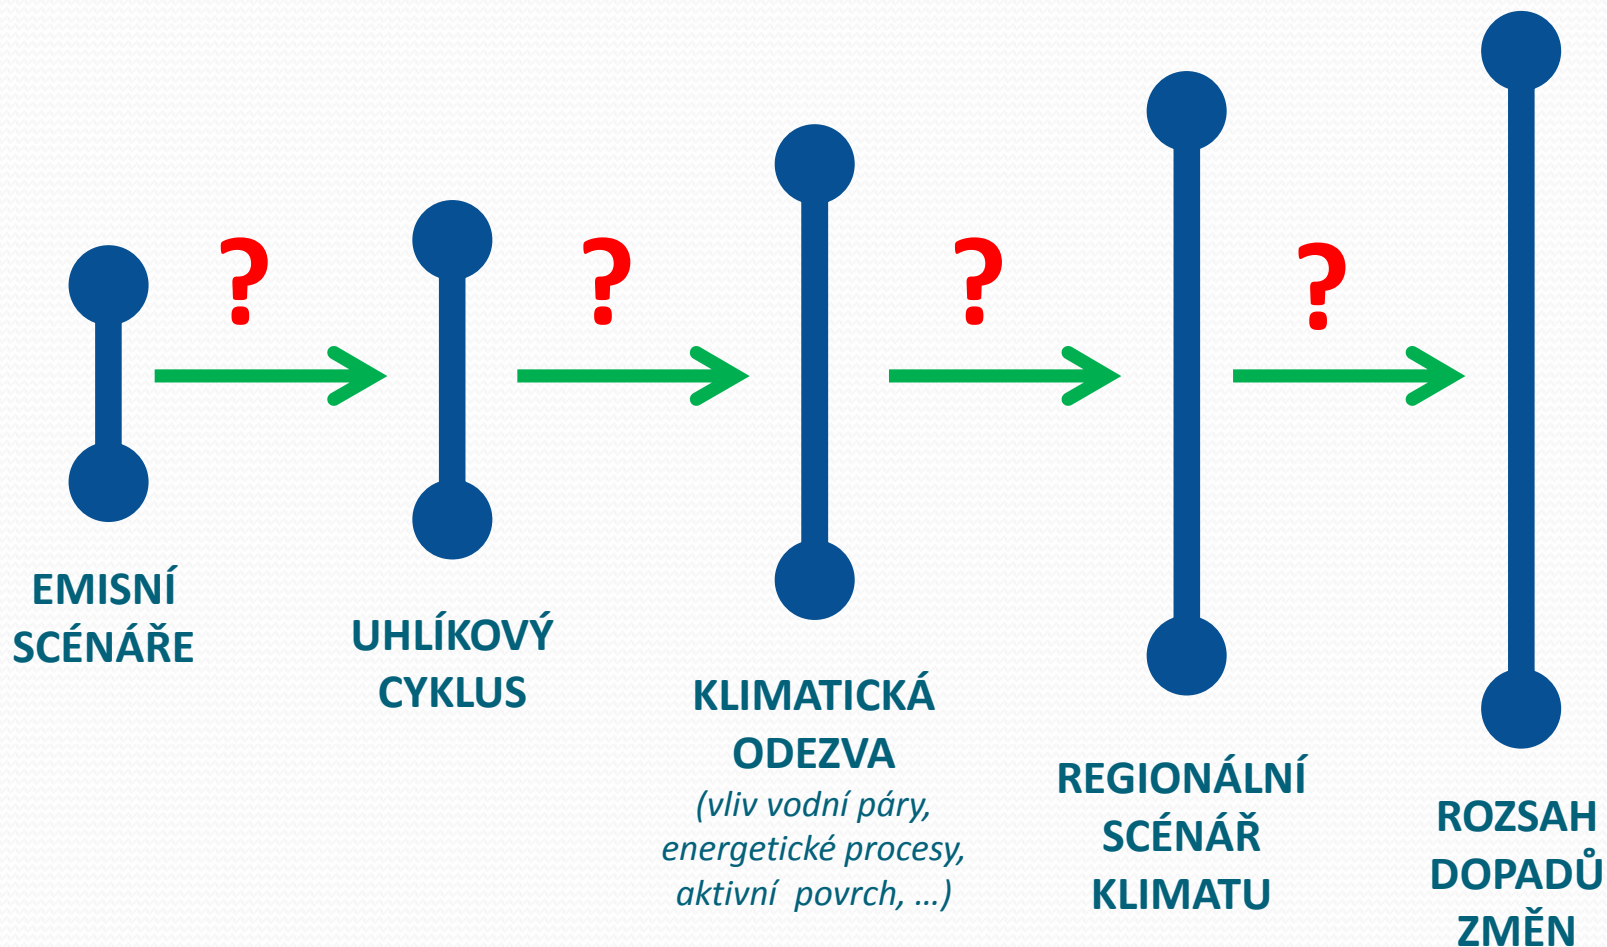 ?
?
?
?
EMISNÍ
SCÉNÁŘE
UHLÍKOVÝ
CYKLUS
KLIMATICKÁ
ODEZVA
(vliv vodní páry,
energetické procesy,
aktivní povrch, …)
REGIONÁLNÍ
SCÉNÁŘ
KLIMATU
ROZSAH
DOPADŮ
ZMĚN